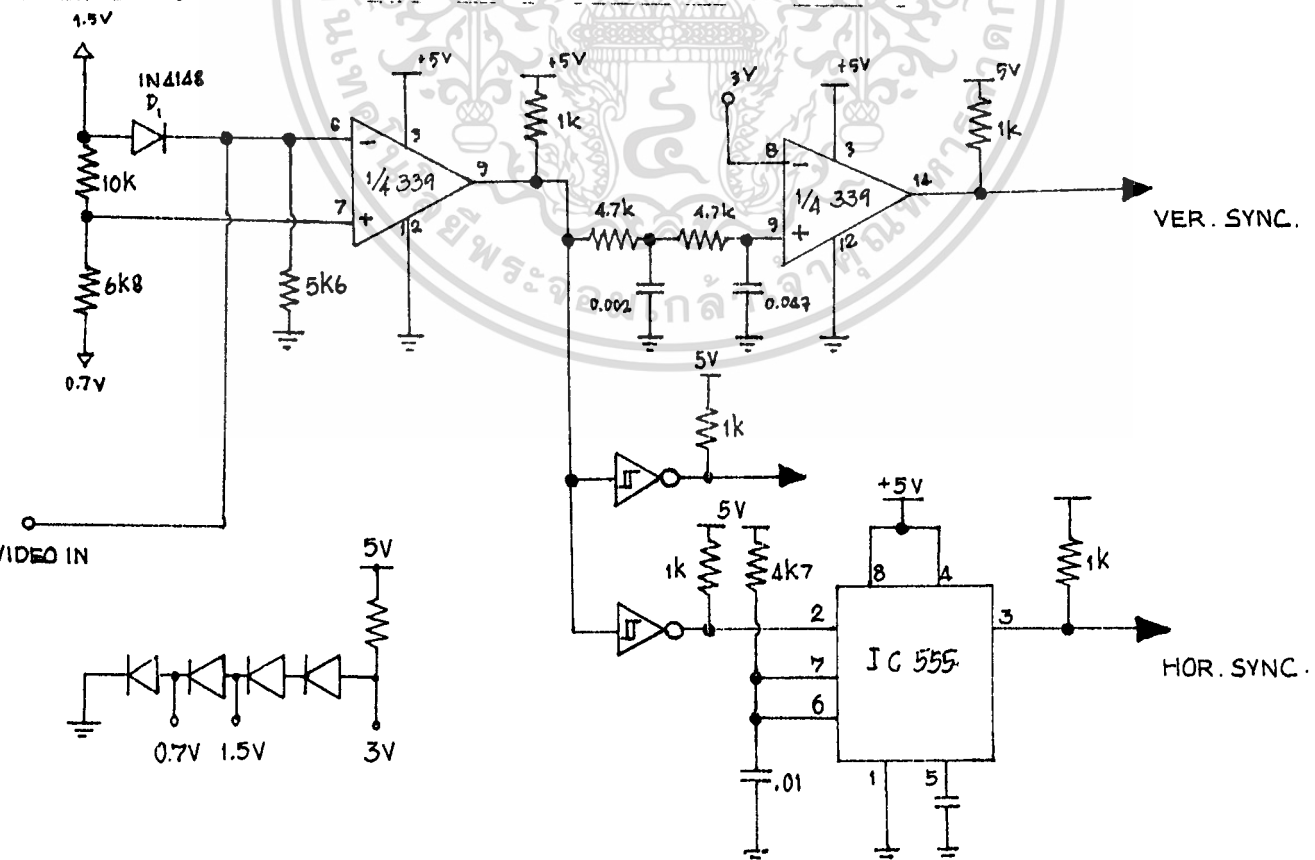 1.5V
IN4148
D1
10K
6K8
0.7V
5K6
6
7
-
+
1/4 339
3
12
9
+5V
+5V
1k
VIDEO IN
4.7k
4.7k
0.002
0.047
3V
8
9
-
+
1/4 339
3
12
14
+5V
5V
1k
VER. SYNC.
5V
1k
5V
1k
4K7
+5V
8
4
2
7
6
IC 555
3
1
5
.01
1k
HOR. SYNC.
5V
0.7V
1.5V
3V